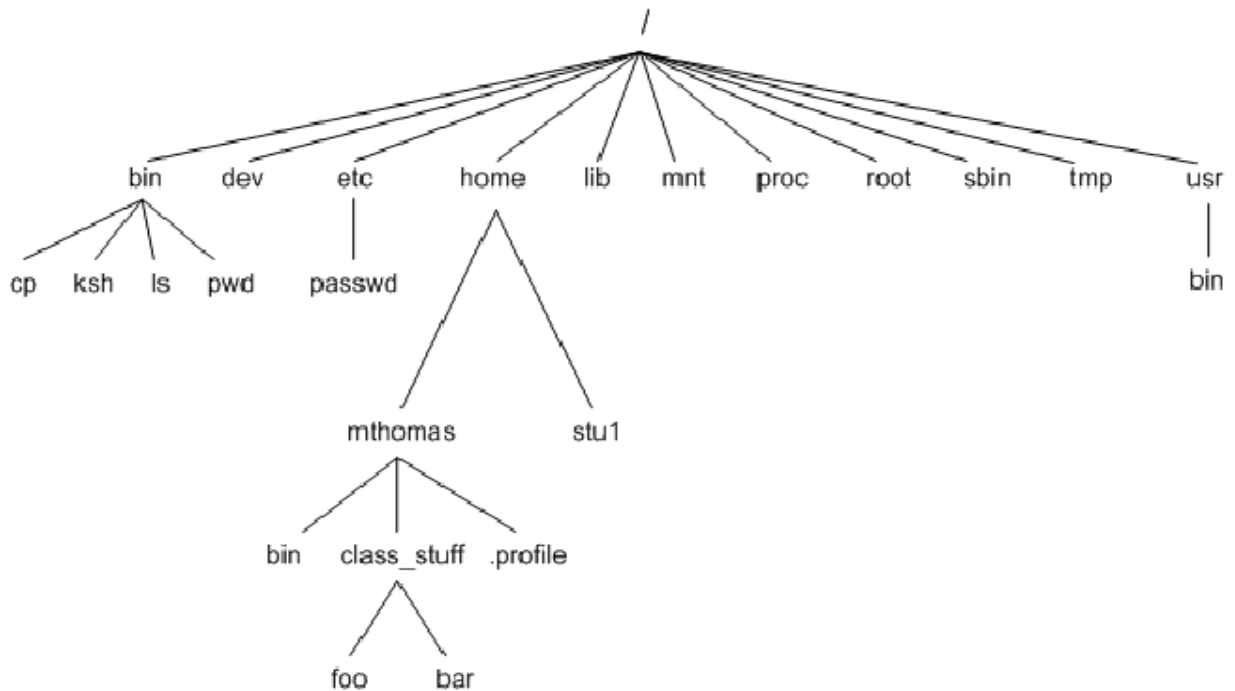 /
bin dev etc home lib mnt proc root sbin tmp usr
cp ksh ls pwd passwd bin
mthomas stu1
bin class_stuff .profile
foo bar